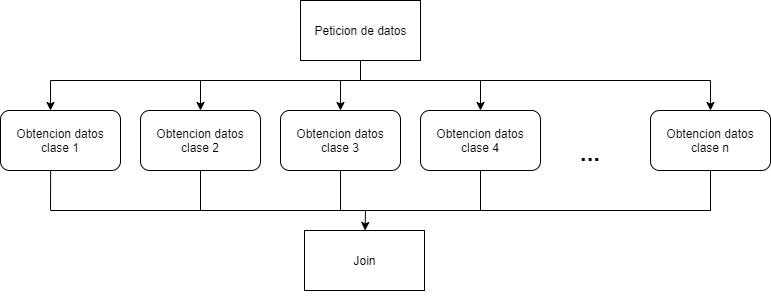 Peticion de datos
Obtencion datos
clase 1
Obtencion datos
clase 2
Obtencion datos
clase 3
Obtencion datos
clase 4
...
Obtencion datos
clase n
Join